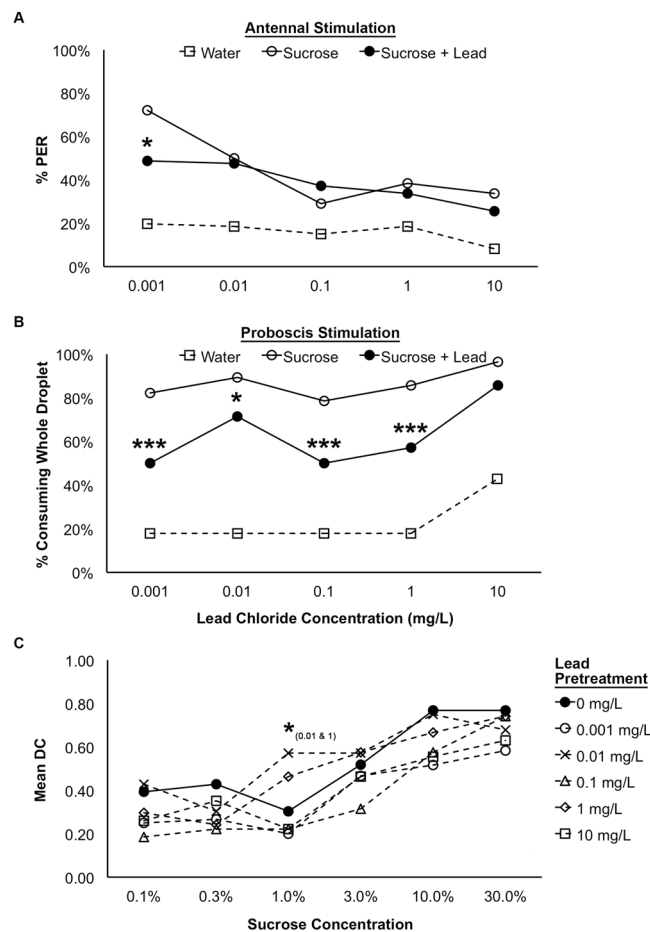 A
Antennal Stimulation
Water Sucrose Sucrose + Lead
100%
80%
60%
40%
20%
0%
% PER
*
0.001 0.01 0.1 1 10
B
Proboscis Stimulation
Water Sucrose Sucrose + Lead
100%
80%
60%
40%
20%
0%
% Consuming Whole Droplet
*** * *** ***
0.001 0.01 0.1 1 10
Lead Chloride Concentration (mg/L)
C
1.00
0.80
0.60
0.40
0.20
0.00
Mean DC
* (0.01 & 1)
0.1% 0.3% 1.0% 3.0% 10.0% 30.0%
Sucrose Concentration
Lead
Pretreatment
0 mg/L
0.001 mg/L
0.01 mg/L
0.1 mg/L
1 mg/L
10 mg/L